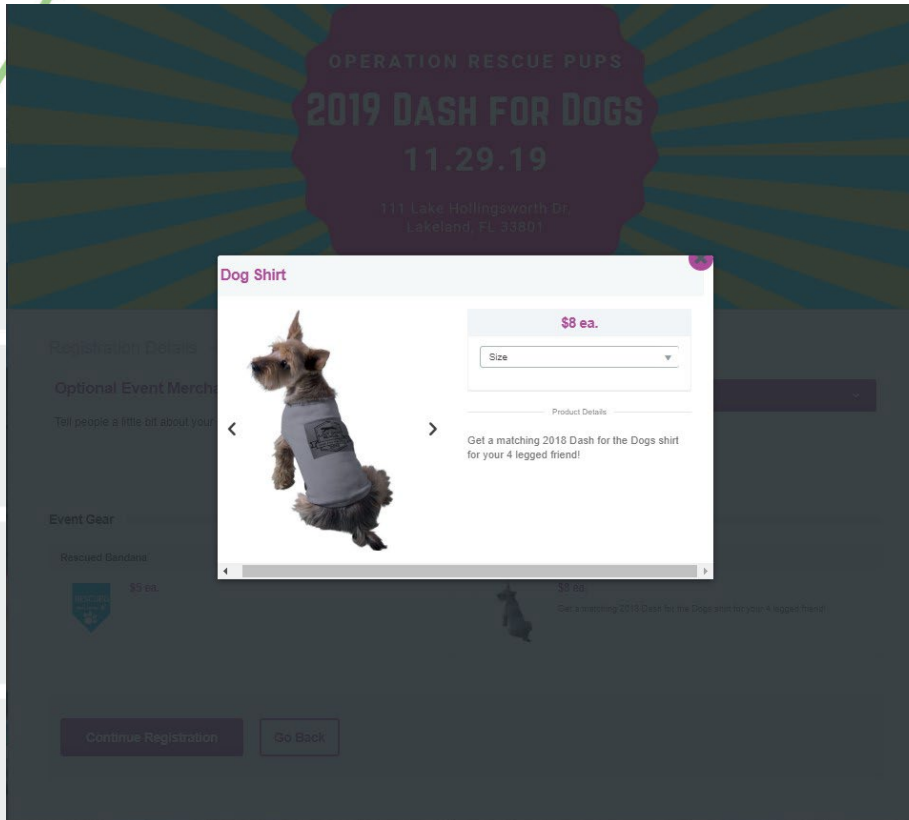 OPERATION RESCUE PUPS
2019 DASH FOR DOGS
11.29.19
111 Lake Hollingsworth Dr.
Lakeland, FL 33801
Dog Shirt
$8 ea.
Size
Product Details
Get a matching 2018 Dash for the Dogs shirt
for your 4 legged friend!
Registration Details
Optional Event Mercha
Tell people a little bit about your
Event Gear
Rescued Bandana
$5 ea.
$8 ea.
Get a matching 2018 Dash for the Dogs shirt for your 4 legged friend!
Continue Registration
Go Back